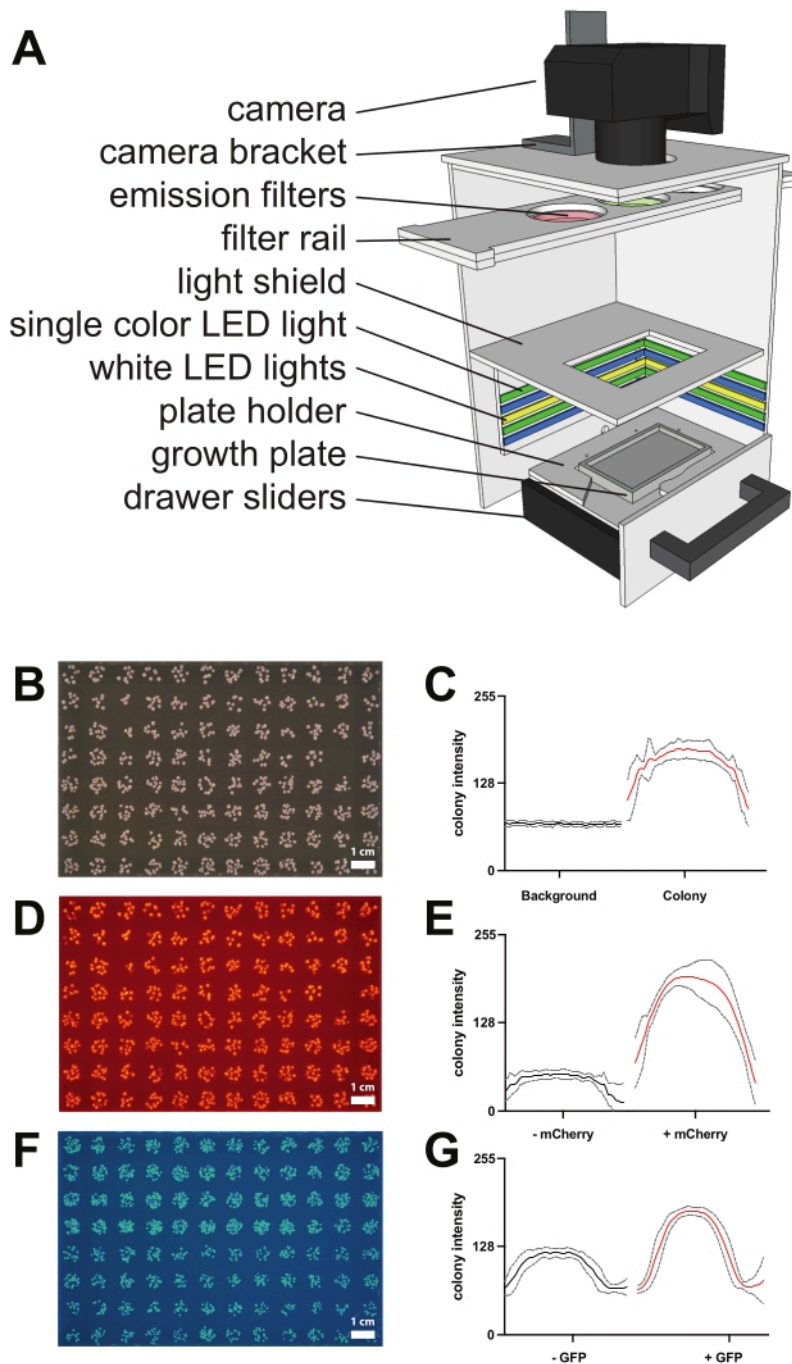 A
camera
camera bracket
emission filters
filter rail
light shield
single color LED light
white LED lights
plate holder
growth plate
drawer sliders
B
1 cm
C
255
128
0
colony intensity
Background
Colony
D
1 cm
E
255
128
0
colony intensity
- mCherry
+ mCherry
F
1 cm
G
255
128
0
colony intensity
- GFP
+ GFP